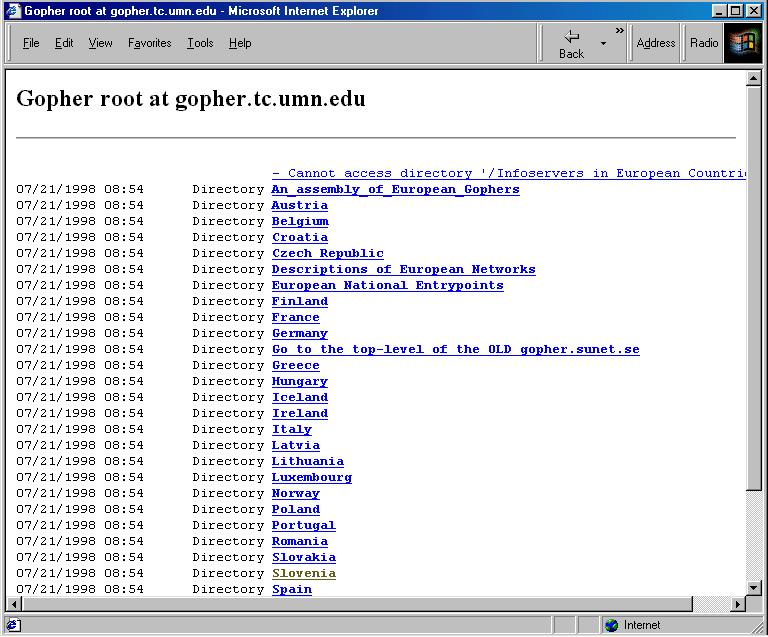 Gopher root at gopher.tc.umn.edu - Microsoft Internet Explorer
File Edit View Favorites Tools Help Back » Address Radio
Gopher root at gopher.tc.umn.edu
- Cannot access directory '/Infoservers in European Countri
07/21/1998 08:54 Directory An_assembly_of_European_Gophers
07/21/1998 08:54 Directory Austria
07/21/1998 08:54 Directory Belgium
07/21/1998 08:54 Directory Croatia
07/21/1998 08:54 Directory Czech Republic
07/21/1998 08:54 Directory Descriptions of European Networks
07/21/1998 08:54 Directory European National Entrypoints
07/21/1998 08:54 Directory Finland
07/21/1998 08:54 Directory France
07/21/1998 08:54 Directory Germany
07/21/1998 08:54 Directory Go to the top-level of the OLD gopher.sunet.se
07/21/1998 08:54 Directory Greece
07/21/1998 08:54 Directory Hungary
07/21/1998 08:54 Directory Iceland
07/21/1998 08:54 Directory Ireland
07/21/1998 08:54 Directory Italy
07/21/1998 08:54 Directory Latvia
07/21/1998 08:54 Directory Lithuania
07/21/1998 08:54 Directory Luxembourg
07/21/1998 08:54 Directory Norway
07/21/1998 08:54 Directory Poland
07/21/1998 08:54 Directory Portugal
07/21/1998 08:54 Directory Romania
07/21/1998 08:54 Directory Slovakia
07/21/1998 08:54 Directory Slovenia
07/21/1998 08:54 Directory Spain
Internet